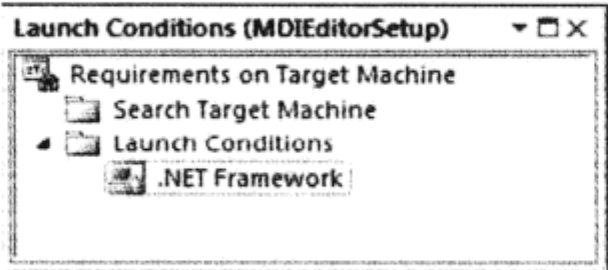 Launch Conditions (MDIEditorSetup)
Requirements on Target Machine
Search Target Machine
Launch Conditions
.NET Framework